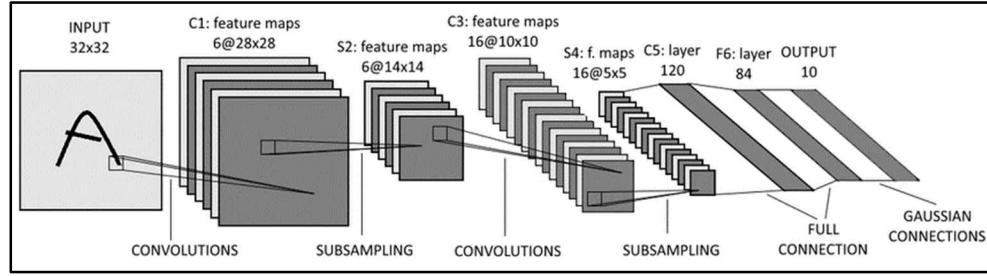 INPUT
32x32
C1: feature maps
6@28x28
S2: feature maps
6@14x14
C3: feature maps
16@10x10
S4: f. maps
16@5x5
C5: layer
120
F6: layer
84
OUTPUT
10
A
CONVOLUTIONS
SUBSAMPLING
CONVOLUTIONS
SUBSAMPLING
FULL
CONNECTION
GAUSSIAN
CONNECTIONS